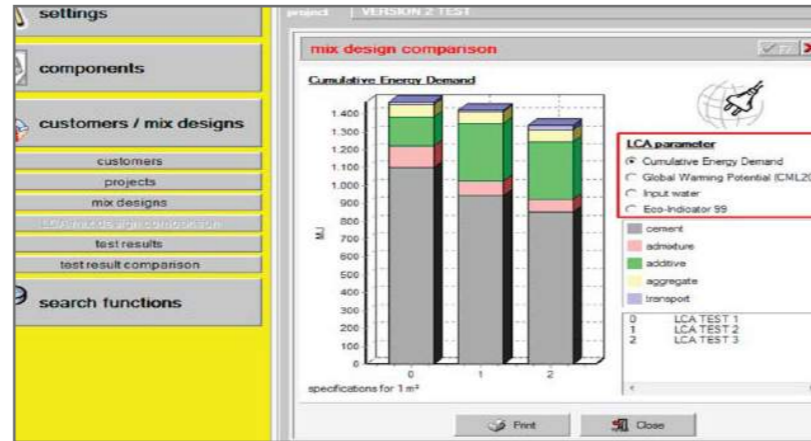 settings
components
customers / mix designs
customers
projects
mix designs
LCA mix design comparison
test results
test result comparison
search functions
project VERSION 2 TEST
mix design comparison
Cumulative Energy Demand
MJ
1.400
1.300
1.200
1.100
1.000
900
800
700
600
500
400
300
200
100
0
0 1 2
specifications for 1 m³
LCA parameter
Cumulative Energy Demand
Global Warming Potential (CML20
Input water
Eco-Indicator 99
cement
admixture
additive
aggregate
transport
0 LCA TEST 1
1 LCA TEST 2
2 LCA TEST 3
Print Close